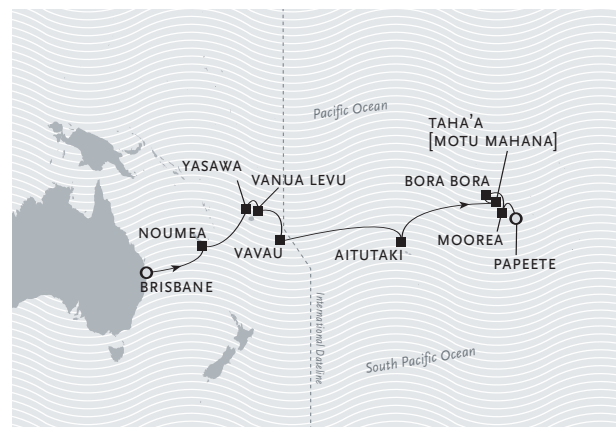 Pacific Ocean
TAHA'A
[MOTU MAHANA]
YASAWA
VANUA LEVU
BORA BORA
NOUMEA
VAVAU
AITUTAKI
MOOREA
PAPEETE
BRISBANE
International Dateline
South Pacific Ocean